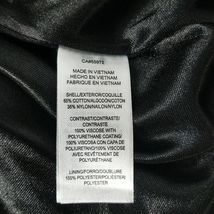 CA#55972
MADE IN VIETNAM
HECHO EN VIETNAM
FABRIQUE EN VIETNAM
SHELL/EXTERIOR/COQUILLE
65% COTTON/ALGODÓN/COTON
35% NYLON/NAILON/NYLON
CONTRAST/CONTRASTE/
CONTRASTE
100% VISCOSE WITH
POLYURETHANE COATING/
100% VISCOSA CON CAPA DE
POLIURETANO/100% VISCOSE
AVEC REVÊTEMENT DE
POLYURÉTHANE
LINING/FORRO/DOUBLURE
100% POLYESTER/POLIÉSTER/
POLYESTER